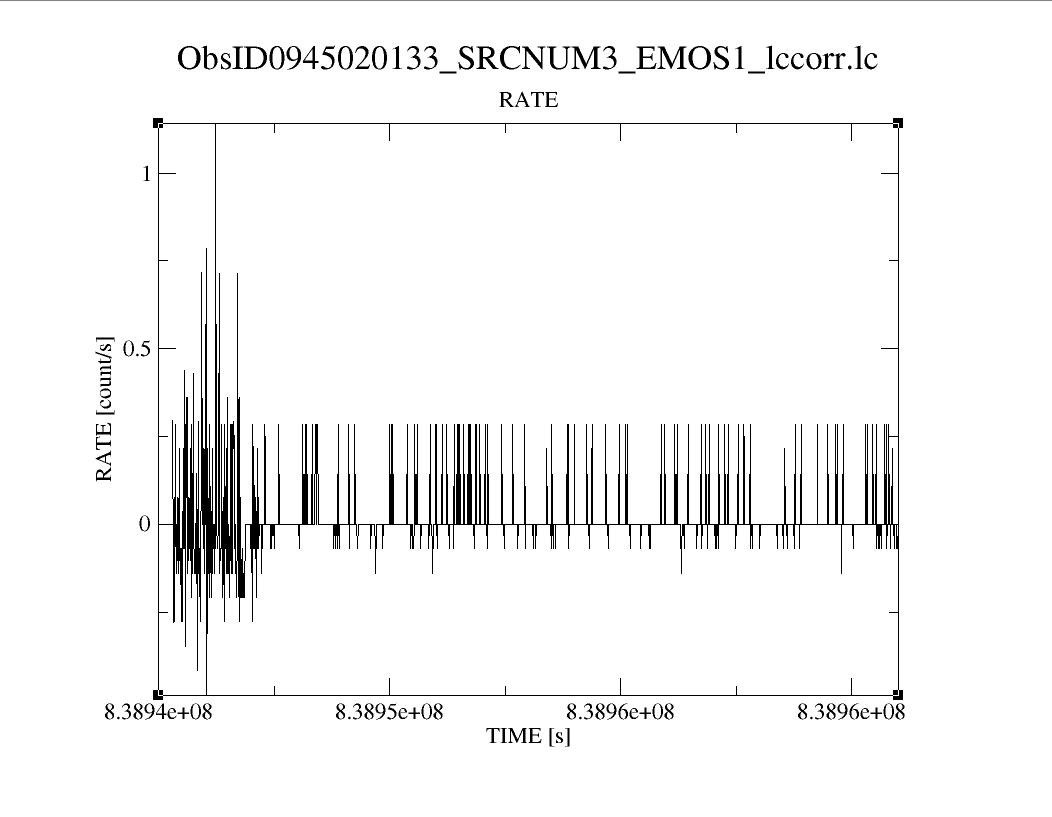 ObsID0945020133_SRCNUM3_EMOS1_lccorr.lc
RATE
1
0.5
0
RATE [count/s]
8.3894e+08 8.3895e+08 8.3896e+08 8.3896e+08
TIME [s]